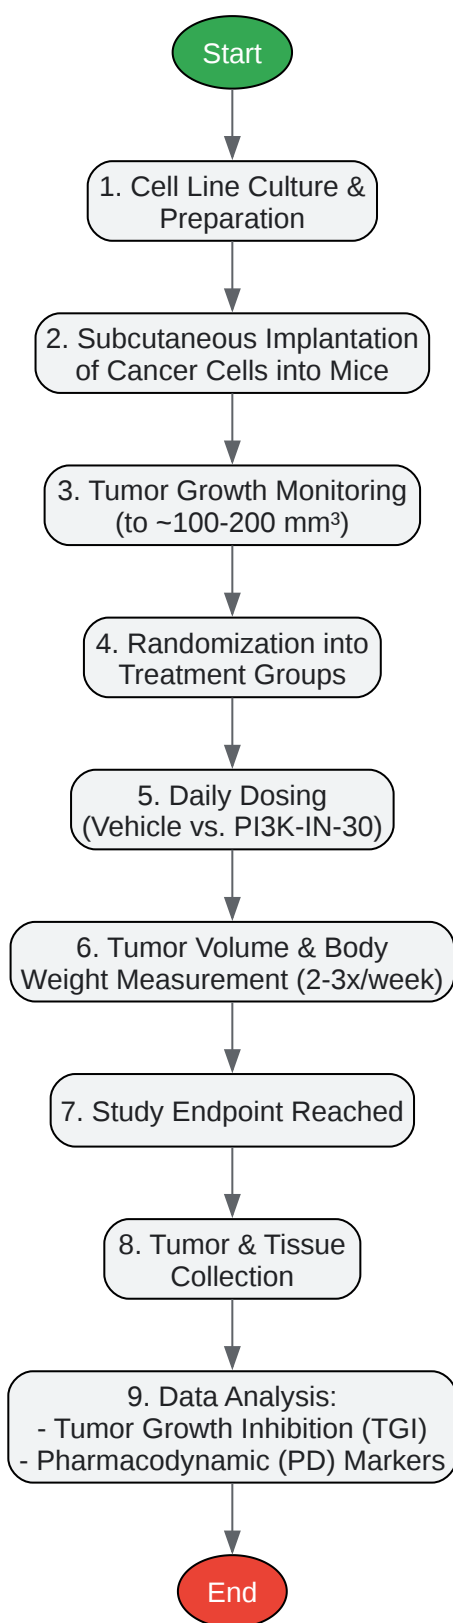 Start
1. Cell Line Culture &
Preparation
2. Subcutaneous Implantation
of Cancer Cells into Mice
3. Tumor Growth Monitoring
(to ~100-200 mm³)
4. Randomization into
Treatment Groups
5. Daily Dosing
(Vehicle vs. PI3K-IN-30)
6. Tumor Volume & Body
Weight Measurement (2-3x/week)
7. Study Endpoint Reached
8. Tumor & Tissue
Collection
9. Data Analysis:
- Tumor Growth Inhibition (TGI)
- Pharmacodynamic (PD) Markers
End